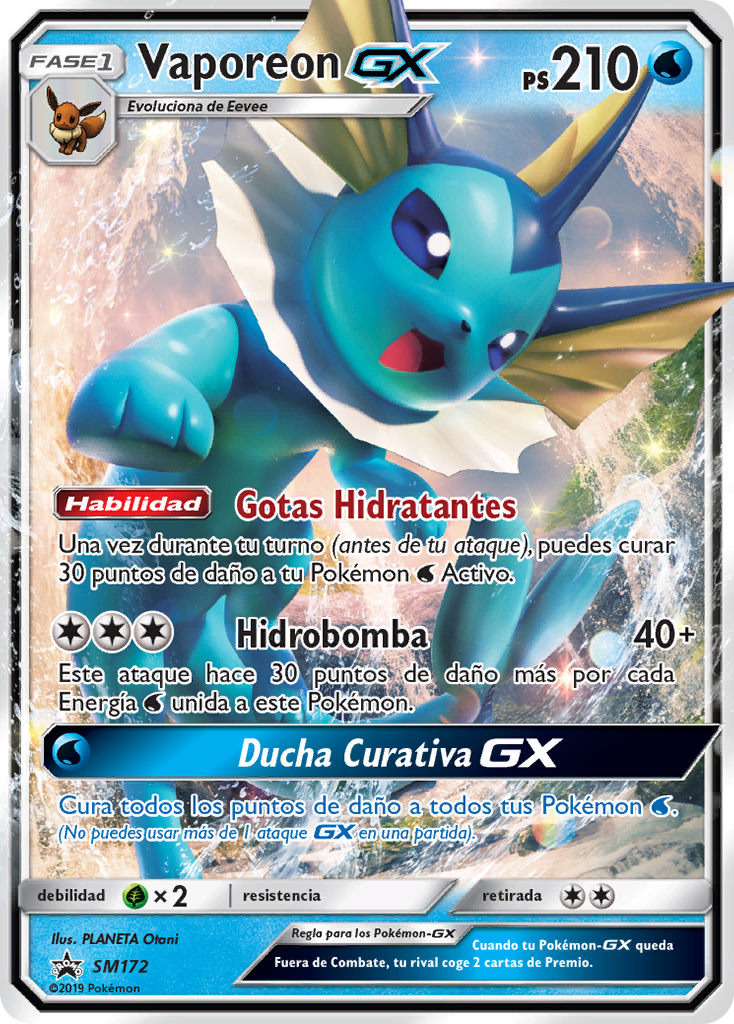 FASE 1
Vaporeon GX
PS 210
Evoluciona de Eevee
Habilidad Gotas Hidratantes
Una vez durante tu turno (antes de tu ataque), puedes curar
30 puntos de daño a tu Pokémon Activo.
Hidrobomba 40+
Este ataque hace 30 puntos de daño más por cada
Energía unida a este Pokémon.
Ducha Curativa GX
Cura todos los puntos de daño a todos tus Pokémon .
(No puedes usar más de 1 ataque GX en una partida).
debilidad ×2 resistencia retirada
Ilus. PLANETA Otani
Regla para los Pokémon-GX
Cuando tu Pokémon-GX queda
Fuera de Combate, tu rival coge 2 cartas de Premio.
PROMO SM172
©2019 Pokémon